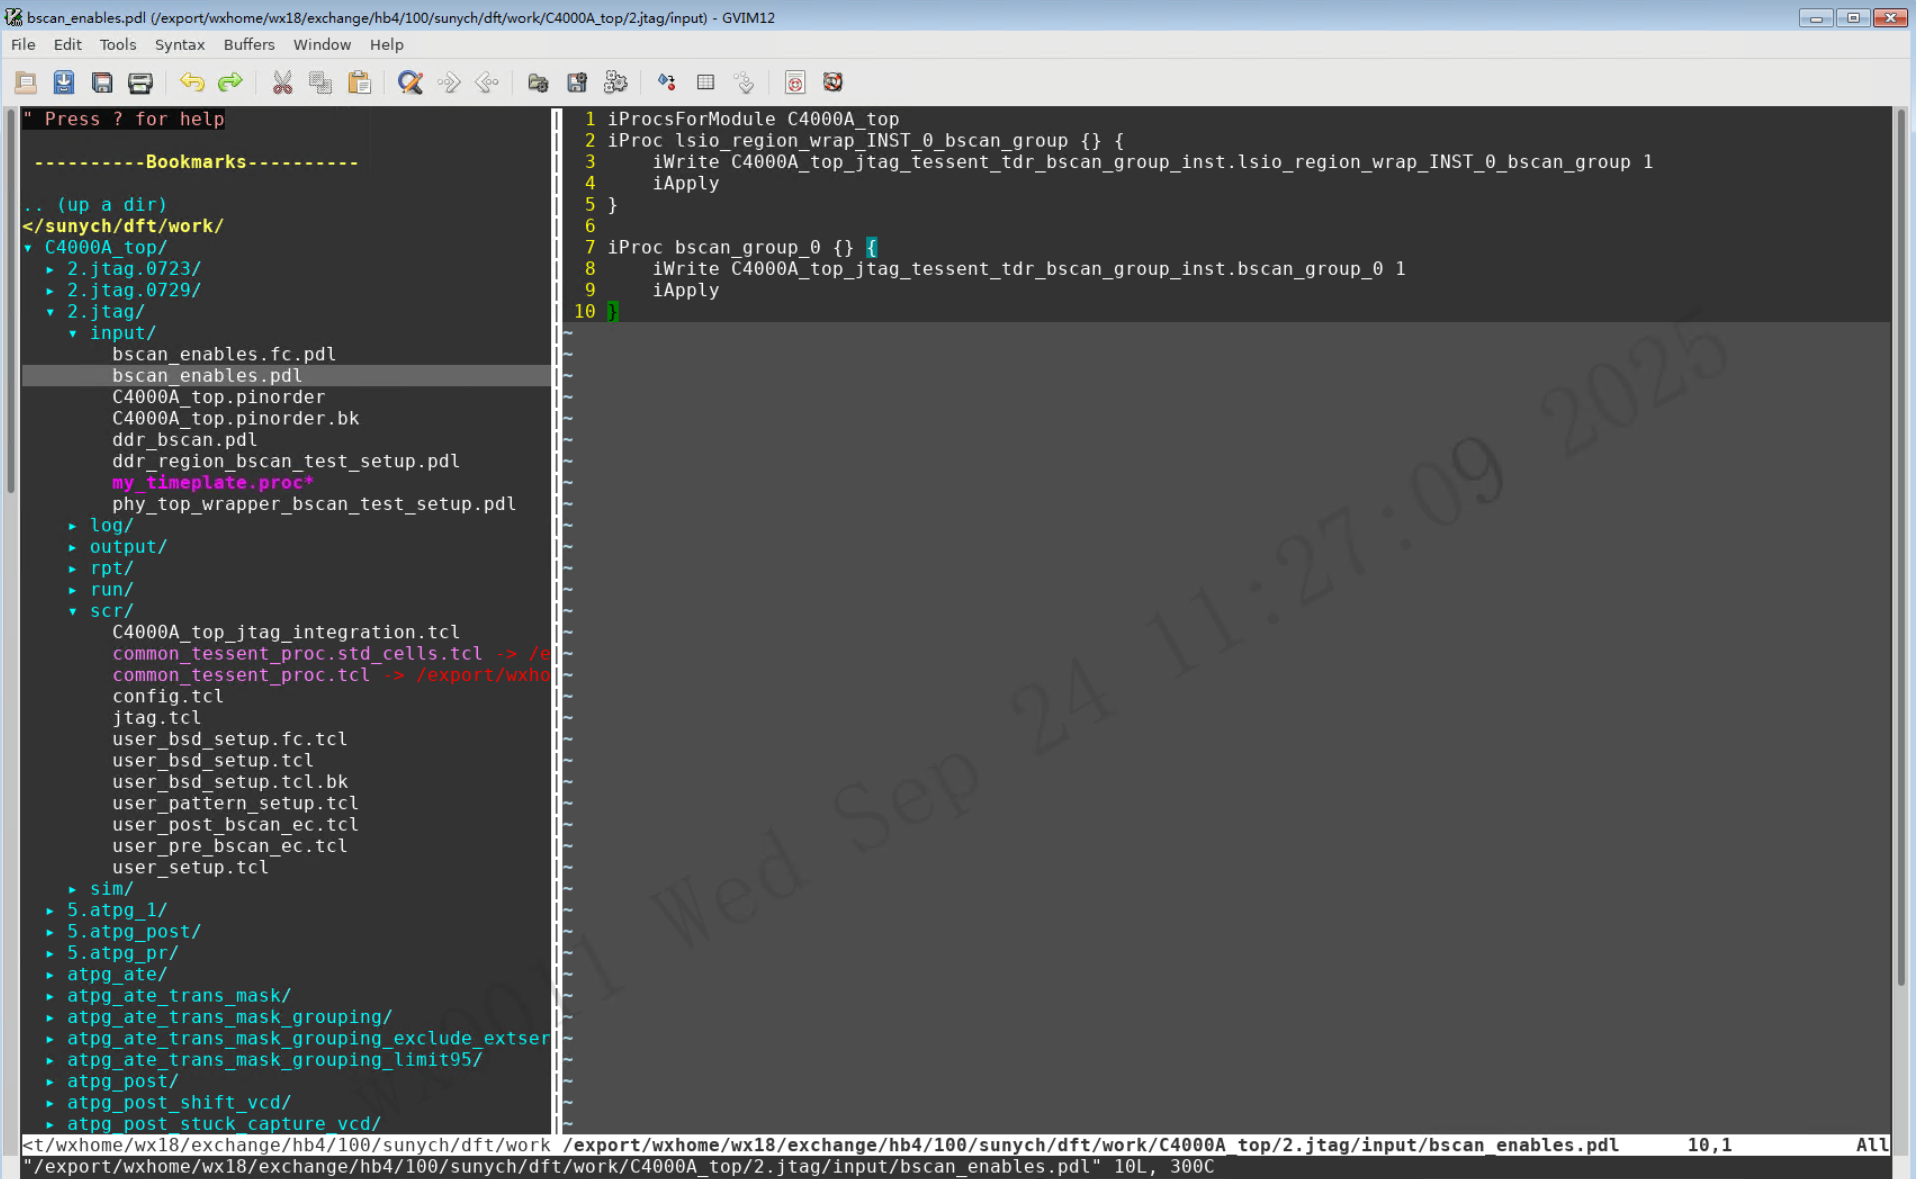 bscan_enables.pdl (/export/wxhome/wx18/exchange/hb4/100/sunych/dft/work/C4000A_top/2.jtag/input) - GVIM12
File Edit Tools Syntax Buffers Window Help
" Press ? for help
----------Bookmarks----------
.. (up a dir)
</sunych/dft/work/
▾ C4000A_top/
▸ 2.jtag.0723/
▸ 2.jtag.0729/
▾ 2.jtag/
▾ input/
bscan_enables.fc.pdl
bscan_enables.pdl
C4000A_top.pinorder
C4000A_top.pinorder.bk
ddr_bscan.pdl
ddr_region_bscan_test_setup.pdl
my_timeplate.proc*
phy_top_wrapper_bscan_test_setup.pdl
▸ log/
▸ output/
▸ rpt/
▸ run/
▾ scr/
C4000A_top_jtag_integration.tcl
common_tessent_proc.std_cells.tcl -> /e
common_tessent_proc.tcl -> /export/wxho
config.tcl
jtag.tcl
user_bsd_setup.fc.tcl
user_bsd_setup.tcl
user_bsd_setup.tcl.bk
user_pattern_setup.tcl
user_post_bscan_ec.tcl
user_pre_bscan_ec.tcl
user_setup.tcl
▸ sim/
▸ 5.atpg_1/
▸ 5.atpg_post/
▸ 5.atpg_pr/
▸ atpg_ate/
▸ atpg_ate_trans_mask/
▸ atpg_ate_trans_mask_grouping/
▸ atpg_ate_trans_mask_grouping_exclude_extser
▸ atpg_ate_trans_mask_grouping_limit95/
▸ atpg_post/
▸ atpg_post_shift_vcd/
▸ atpg_post_stuck_capture_vcd/
1 iProcsForModule C4000A_top
2 iProc lsio_region_wrap_INST_0_bscan_group {} {
3 iWrite C4000A_top_jtag_tessent_tdr_bscan_group_inst.lsio_region_wrap_INST_0_bscan_group 1
4 iApply
5 }
6
7 iProc bscan_group_0 {} {
8 iWrite C4000A_top_jtag_tessent_tdr_bscan_group_inst.bscan_group_0 1
9 iApply
10 }
Wed Sep 24 11:27:09 2025
<t/wxhome/wx18/exchange/hb4/100/sunych/dft/work /export/wxhome/wx18/exchange/hb4/100/sunych/dft/work/C4000A_top/2.jtag/input/bscan_enables.pdl 10,1 All
"/export/wxhome/wx18/exchange/hb4/100/sunych/dft/work/C4000A_top/2.jtag/input/bscan_enables.pdl" 10L, 300C